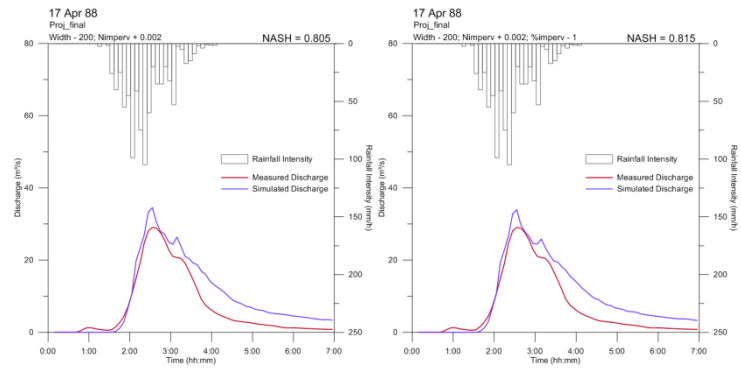 17 Apr 88
Proj_final
Width - 200; Nimperv + 0.002
NASH = 0.805
80
60
40
20
0
Discharge (m³/s)
0
50
100
150
200
250
Rainfall Intensity (mm/h)
Rainfall Intensity
Measured Discharge
Simulated Discharge
0:00 1:00 2:00 3:00 4:00 5:00 6:00 7:00
Time (hh:mm)
17 Apr 88
Proj_final
Width - 200; Nimperv + 0.002; %imperv - 1
NASH = 0.815
80
60
40
20
0
Discharge (m³/s)
0
50
100
150
200
250
Rainfall Intensity (mm/h)
Rainfall Intensity
Measured Discharge
Simulated Discharge
0:00 1:00 2:00 3:00 4:00 5:00 6:00 7:00
Time (hh:mm)